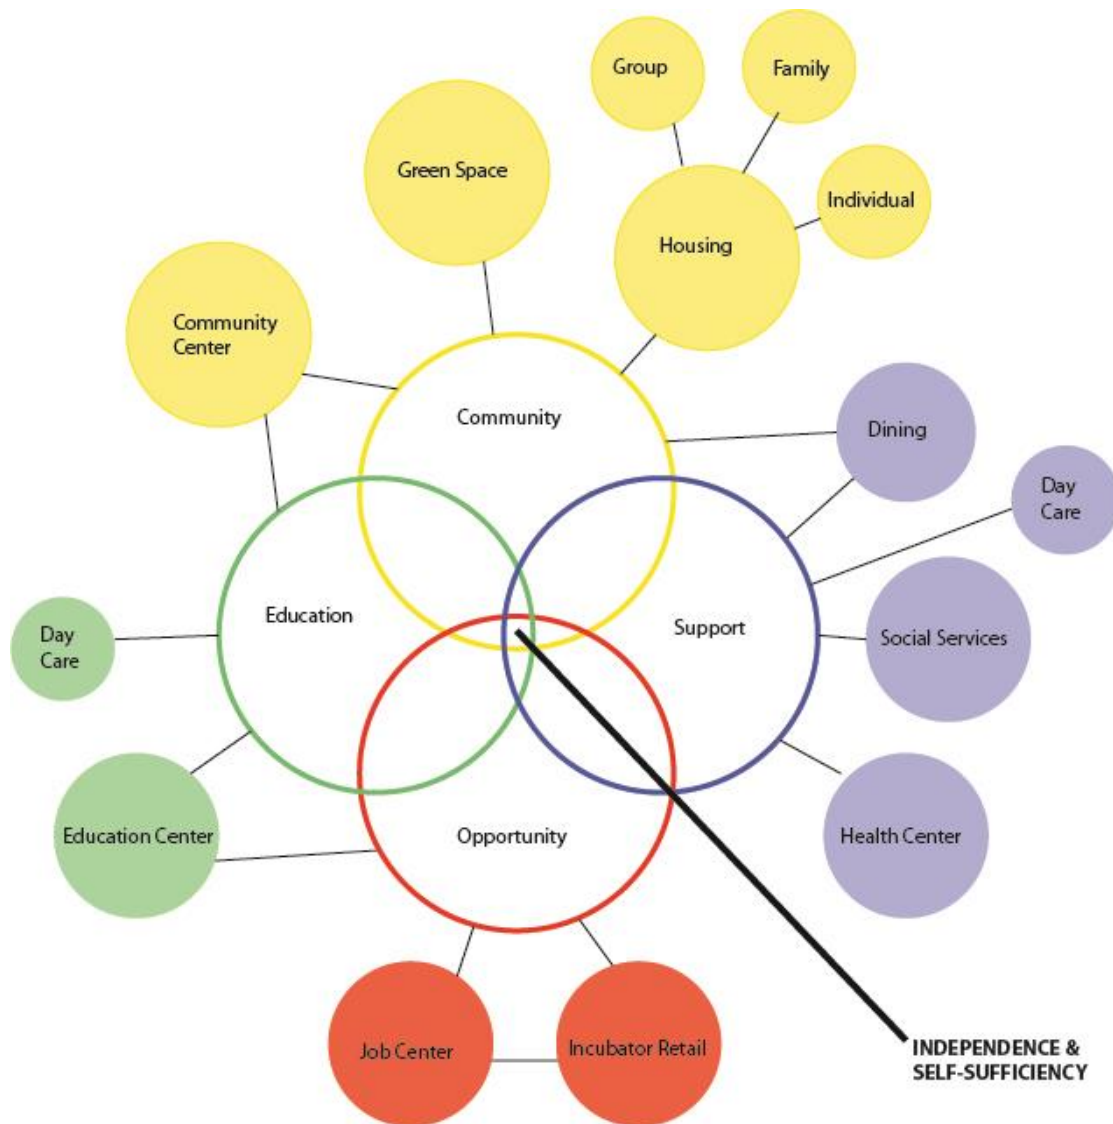 Group
Family
Green Space
Individual
Housing
Community
Center
Community
Dining
Day
Care
Education
Support
Day
Care
Social Services
Education Center
Opportunity
Health Center
Job Center
Incubator Retail
INDEPENDENCE &
SELF-SUFFICIENCY